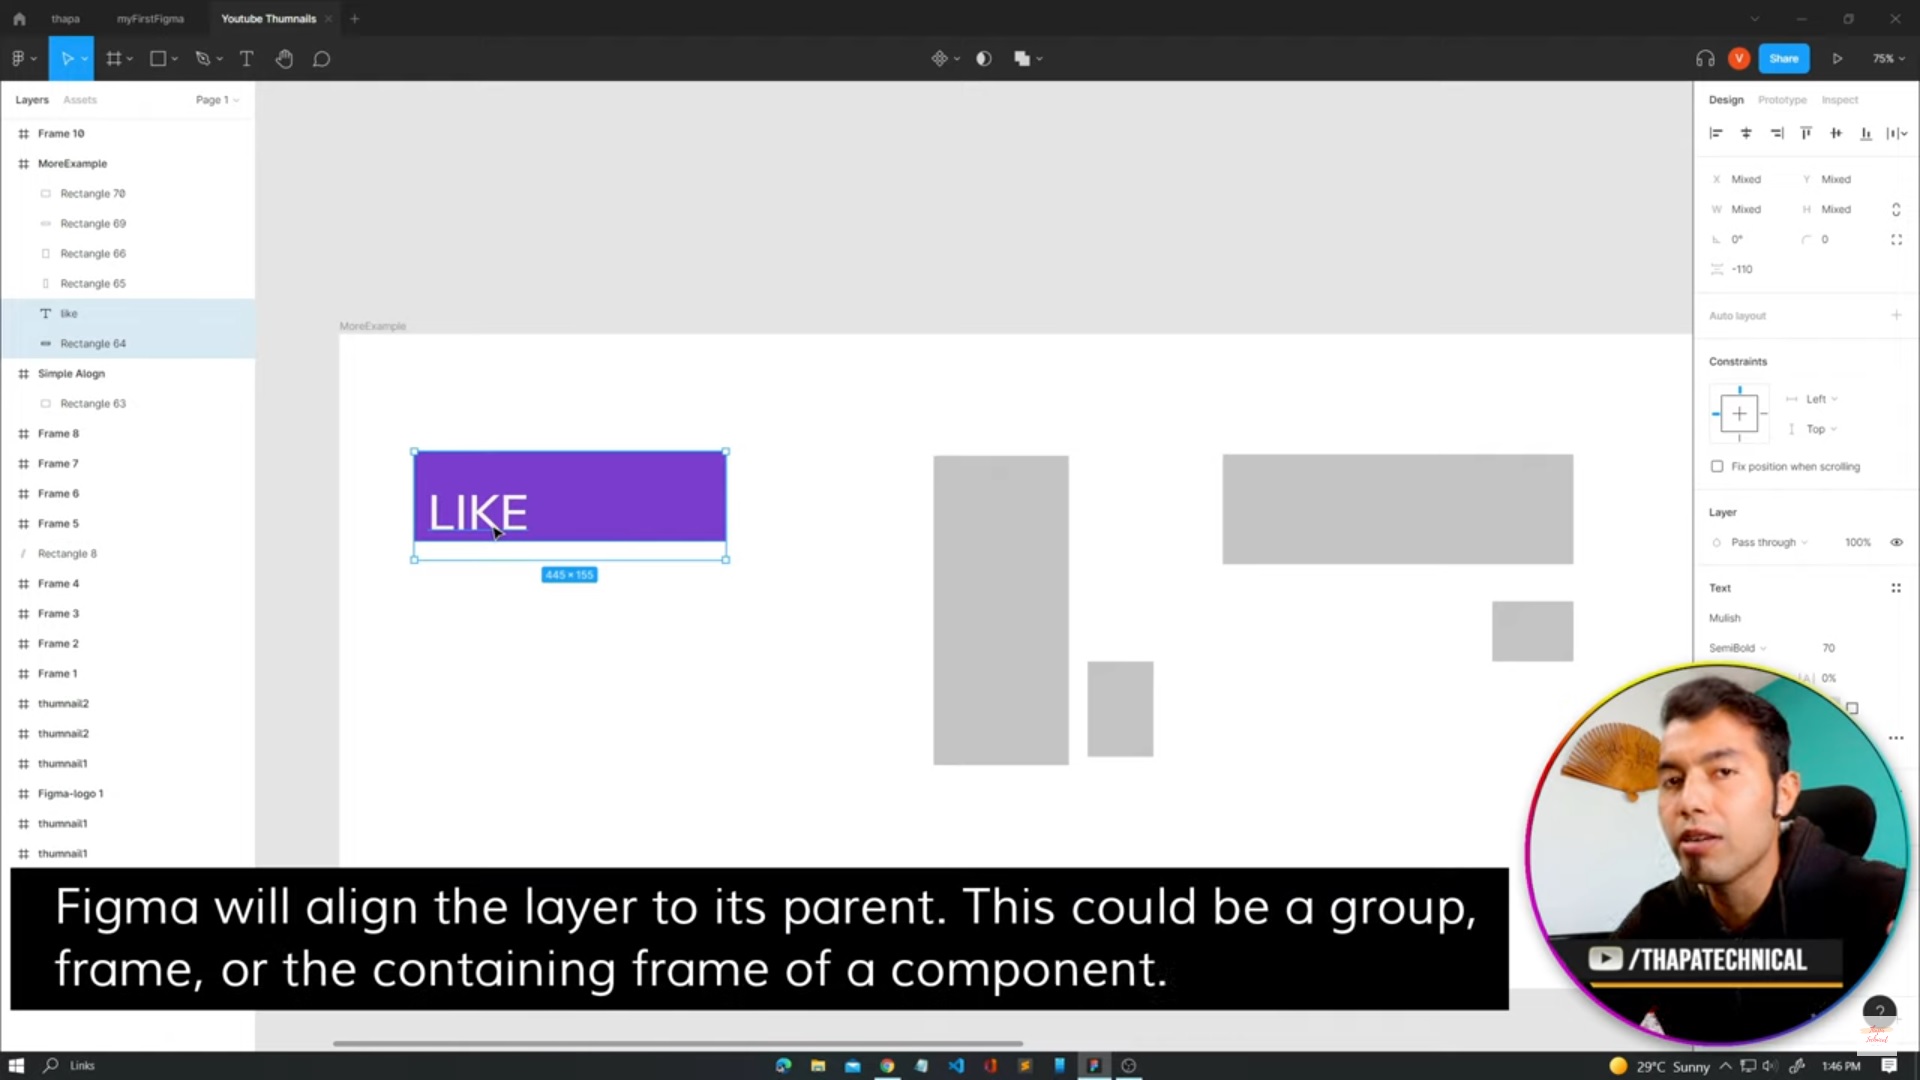 thapa
myFirstFigma
Youtube Thumnails
Share
V
75%
Layers
Assets
Page 1
Frame 10
MoreExample
Rectangle 70
Rectangle 69
Rectangle 66
Rectangle 65
like
Rectangle 64
Simple Alogn
Rectangle 63
Frame 8
Frame 7
Frame 6
Frame 5
Rectangle 8
Frame 4
Frame 3
Frame 2
Frame 1
thumnail2
thumnail2
thumnail1
Figma-logo 1
thumnail1
thumnail1
MoreExample
LIKE
445 × 155
Design
Prototype
Inspect
X Mixed
Y Mixed
W Mixed
H Mixed
0°
0
-110
Auto layout
Constraints
Left
Top
Fix position when scrolling
Layer
Pass through
100%
Text
Mulish
SemiBold
70
|A| 0%
Figma will align the layer to its parent. This could be a group,
frame, or the containing frame of a component.
/THAPATECHNICAL
?
Links
29°C Sunny
1:46 PM